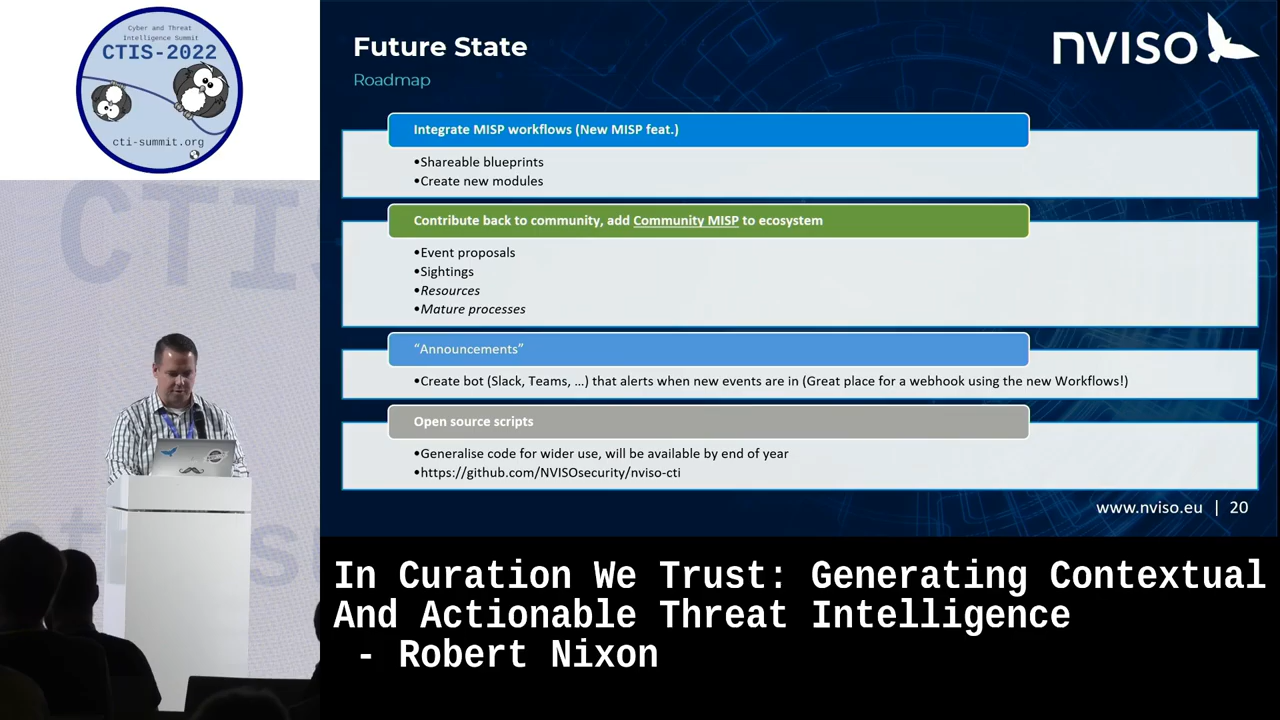 Cyber and Threat
Intelligence Summit
CTIS-2022
cti-summit.org
CTIS
Future State
Roadmap
nviso
Integrate MISP workflows (New MISP feat.)
•Shareable blueprints
•Create new modules
Contribute back to community, add Community MISP to ecosystem
•Event proposals
•Sightings
•Resources
•Mature processes
“Announcements”
•Create bot (Slack, Teams, …) that alerts when new events are in (Great place for a webhook using the new Workflows!)
Open source scripts
•Generalise code for wider use, will be available by end of year
•https://github.com/NVISOsecurity/nviso-cti
www.nviso.eu | 20
In Curation We Trust: Generating Contextual
And Actionable Threat Intelligence
- Robert Nixon